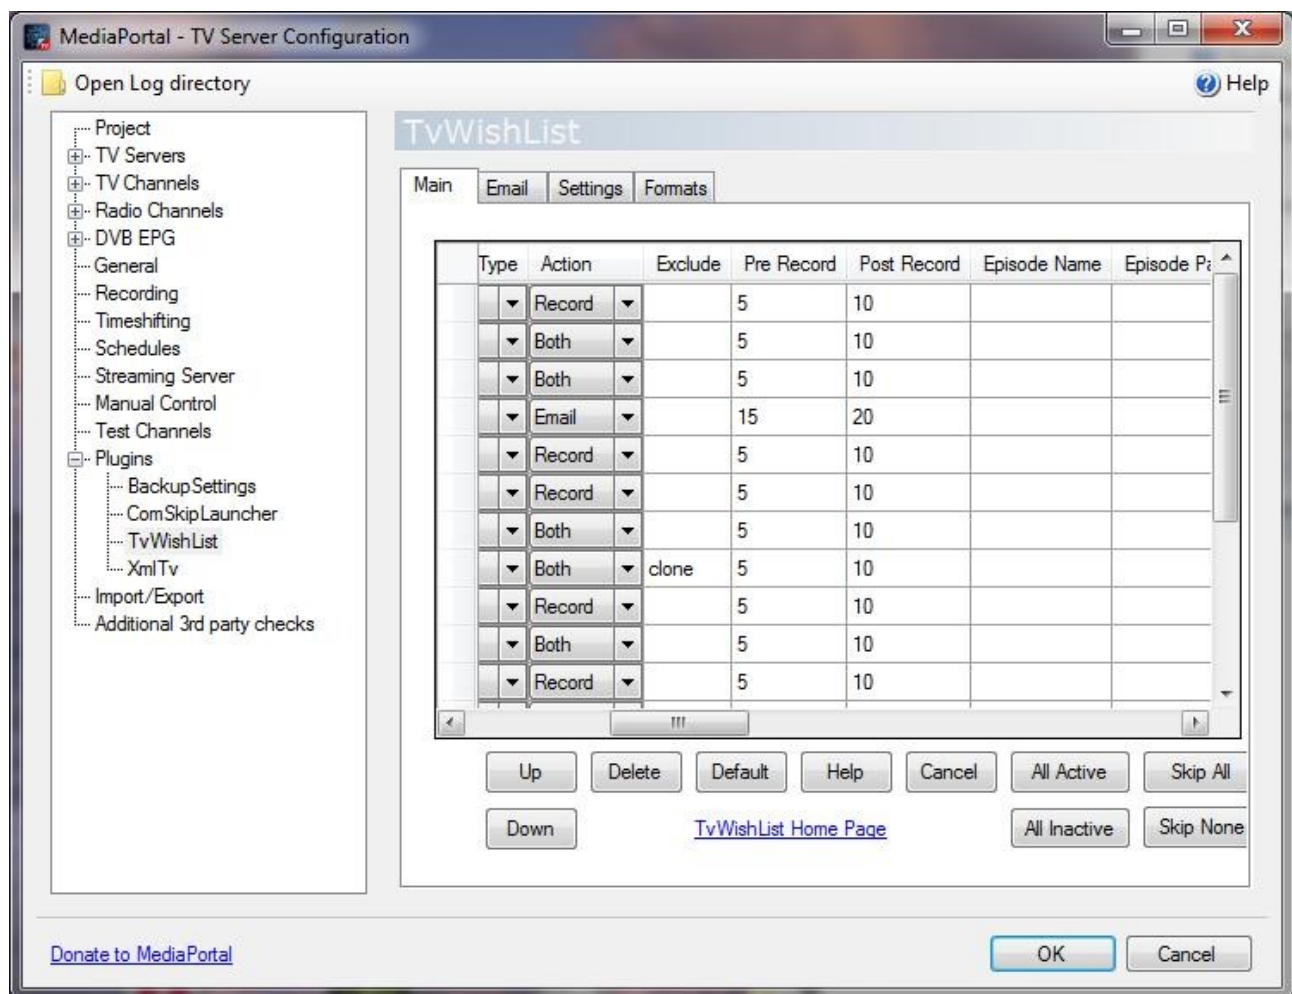 MediaPortal - TV Server Configuration
Open Log directory
Help
Project
TV Servers
TV Channels
Radio Channels
DVB EPG
General
Recording
Timeshifting
Schedules
Streaming Server
Manual Control
Test Channels
Plugins
BackupSettings
ComSkipLauncher
TvWishList
XmlTv
Import/Export
Additional 3rd party checks
TvWishList
Main Email Settings Formats
Type Action Exclude Pre Record Post Record Episode Name Episode Pa
Record 5 10
Both 5 10
Both 5 10
Email 15 20
Record 5 10
Record 5 10
Both 5 10
Both clone 5 10
Record 5 10
Both 5 10
Record 5 10
Up Delete Default Help Cancel All Active Skip All
Down TvWishList Home Page All Inactive Skip None
Donate to MediaPortal
OK Cancel